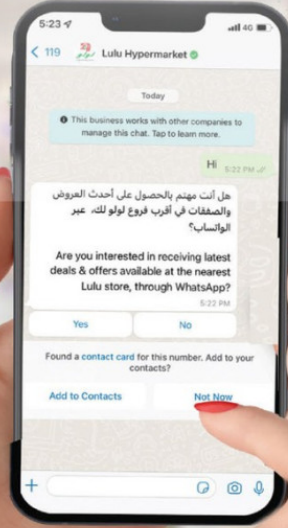 5:23
40
119
Lulu Hypermarket
Today
This business works with other companies to
manage this chat. Tap to learn more.
Hi 5:22 PM
هل أنت مهتم بالحصول على أحدث العروض
والصفقات في أقرب فروع لولو لك، عبر
الواتساب؟
Are you interested in receiving latest
deals & offers available at the nearest
Lulu store, through WhatsApp?
5:22 PM
Yes
No
Found a contact card for this number. Add to your
contacts?
Add to Contacts
Not Now